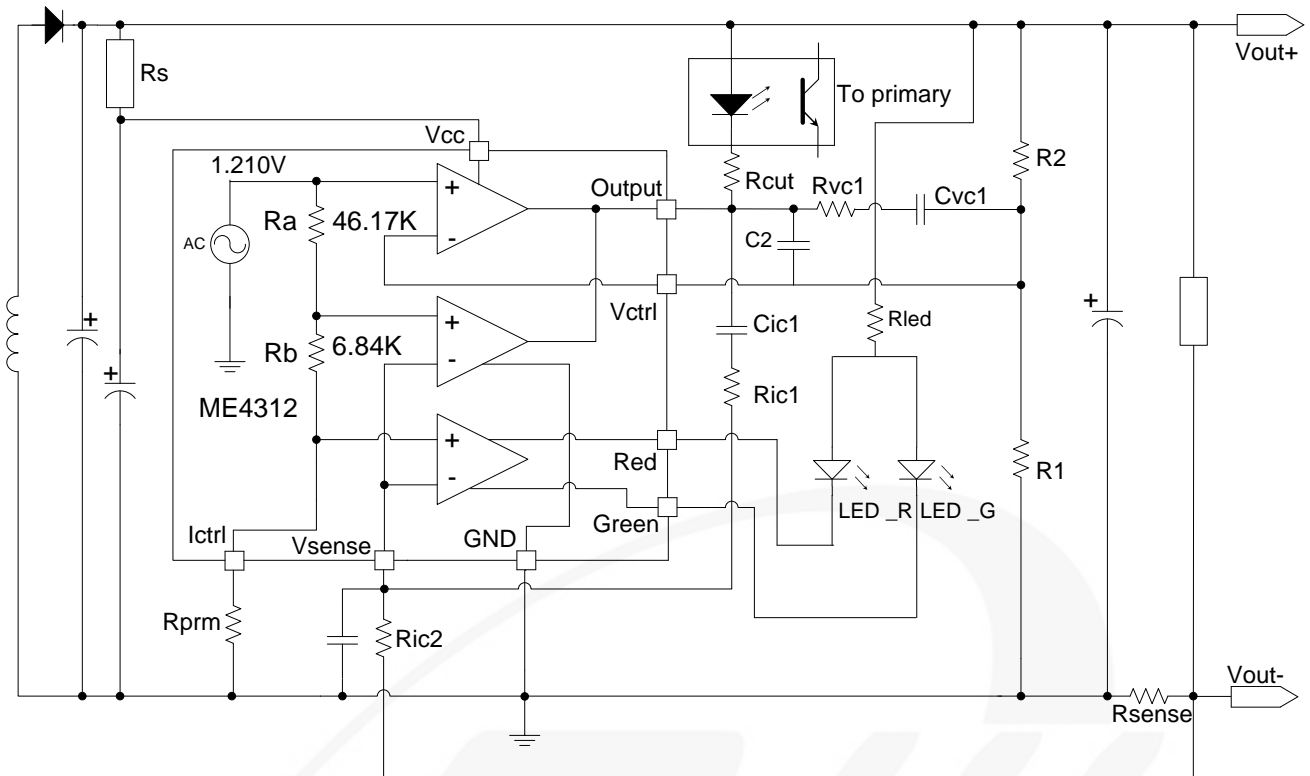 Vout+
Rs
To primary
Vcc
1.210V
R2
Rcut
Output
Rvc1
Cvc1
+
Ra
46.17K
AC
-
C2
+
+
Vctrl
Cic1
Rled
+
+
Rb
6.84K
-
ME4312
Ric1
+
Red
R1
-
LED _R
LED _G
Green
Ictrl
Vsense
GND
Rprm
Ric2
Vout-
Rsense